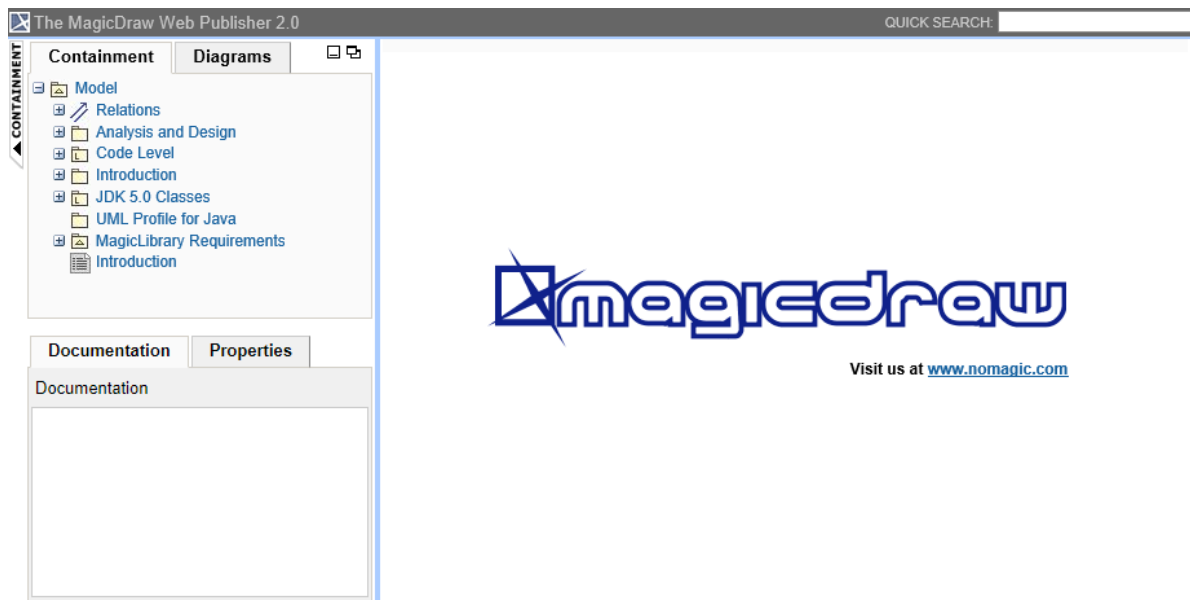 The MagicDraw Web Publisher 2.0
QUICK SEARCH:
CONTAINMENT
Containment
Diagrams
Model
Relations
Analysis and Design
Code Level
Introduction
JDK 5.0 Classes
UML Profile for Java
MagicLibrary Requirements
Introduction
Documentation
Properties
Documentation
magicdraw
Visit us at www.nomagic.com